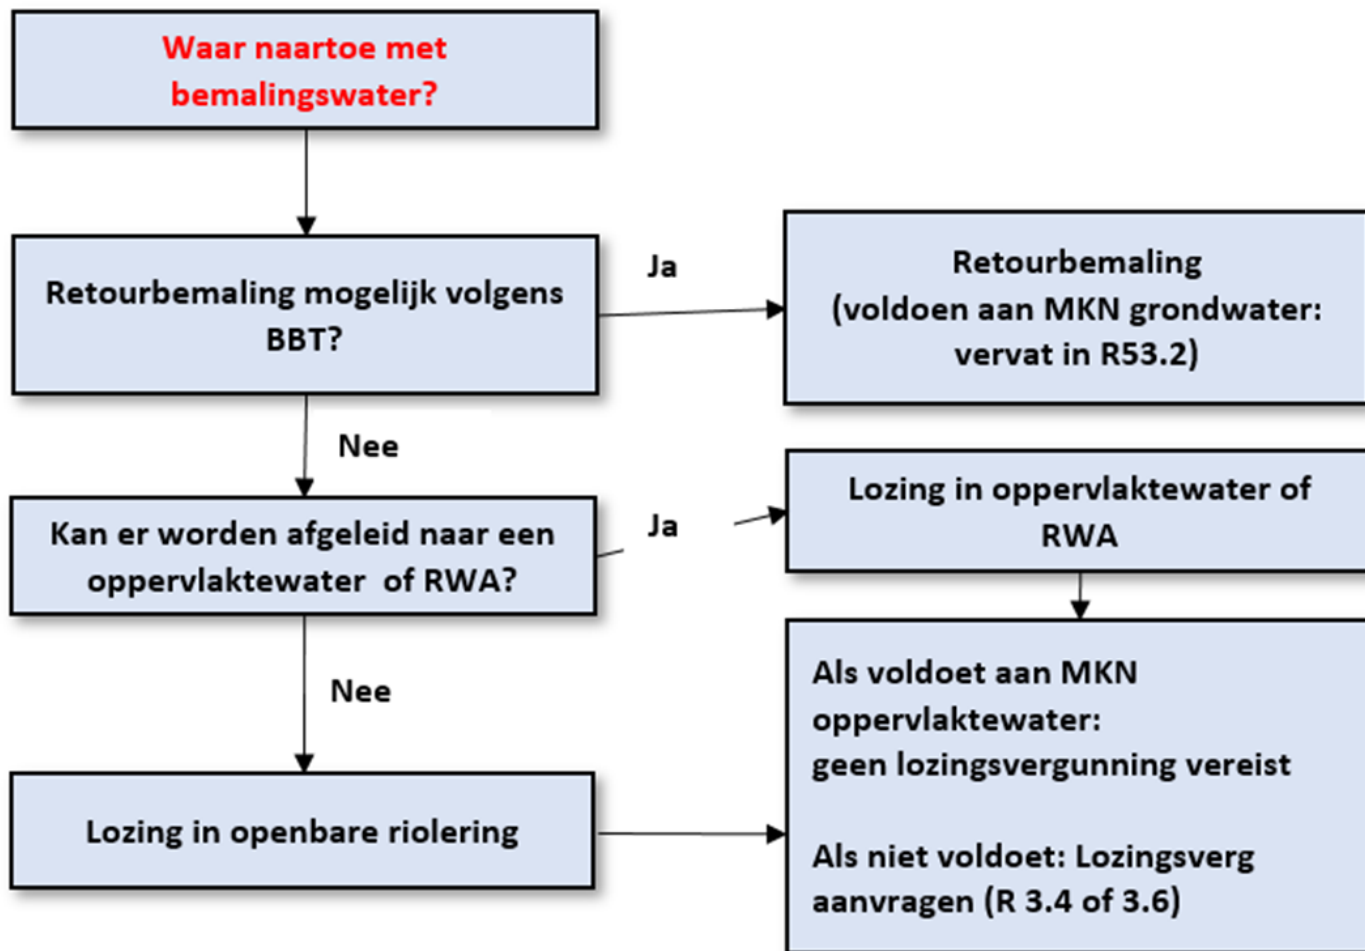 Waar naartoe met
bemalingswater?
Retourbemaling mogelijk volgens
BBT?
Ja
Retourbemaling
(voldoen aan MKN grondwater:
vervat in R53.2)
Nee
Kan er worden afgeleid naar een
oppervlaktewater of RWA?
Ja
Lozing in oppervlaktewater of
RWA
Nee
Lozing in openbare riolering
Als voldoet aan MKN
oppervlaktewater:
geen lozingsvergunning vereist
Als niet voldoet: Lozingsverg
aanvragen (R 3.4 of 3.6)